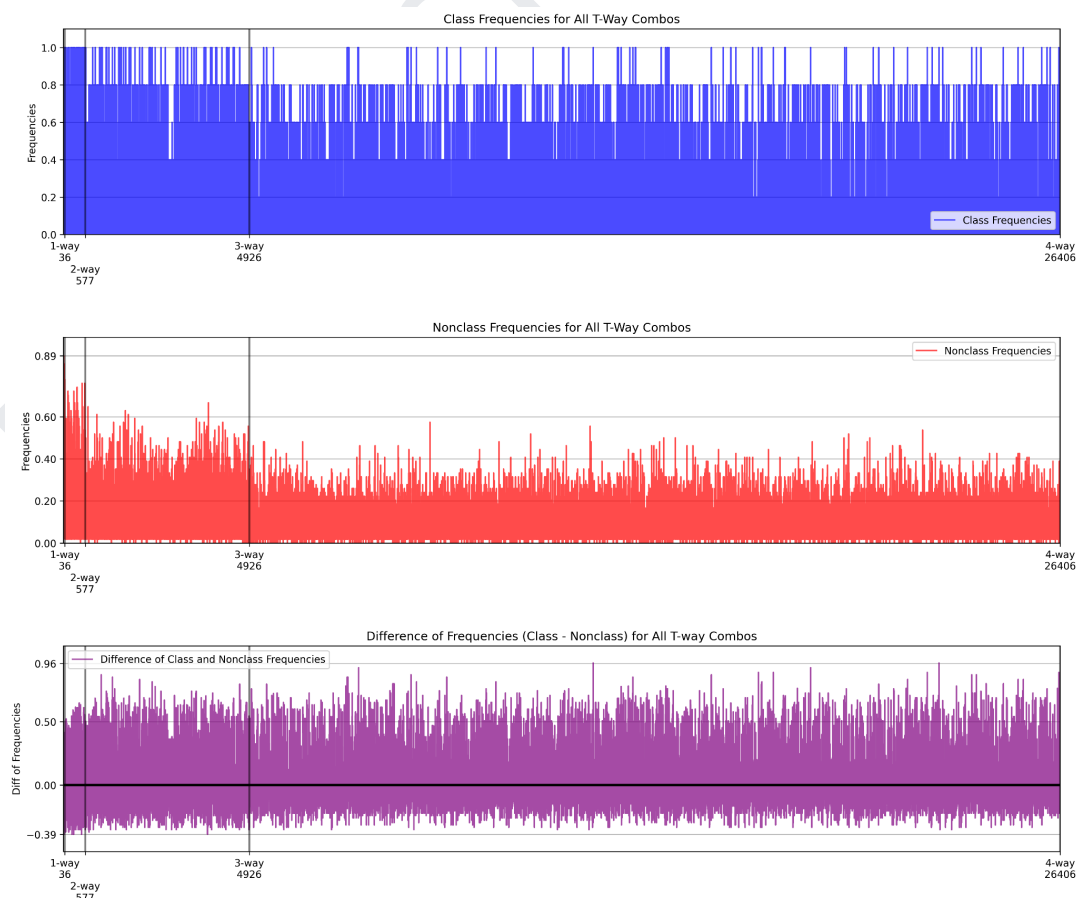 Class Frequencies for All T-Way Combos
1.0
0.8
0.6
0.4
0.2
0.0
Frequencies
Class Frequencies
1-way
36
2-way
577
3-way
4926
4-way
26406
Nonclass Frequencies for All T-Way Combos
0.89
0.60
0.40
0.20
0.00
Frequencies
Nonclass Frequencies
1-way
36
2-way
577
3-way
4926
4-way
26406
Difference of Frequencies (Class - Nonclass) for All T-way Combos
0.96
0.50
0.00
−0.39
Diff of Frequencies
Difference of Class and Nonclass Frequencies
1-way
36
2-way
577
3-way
4926
4-way
26406